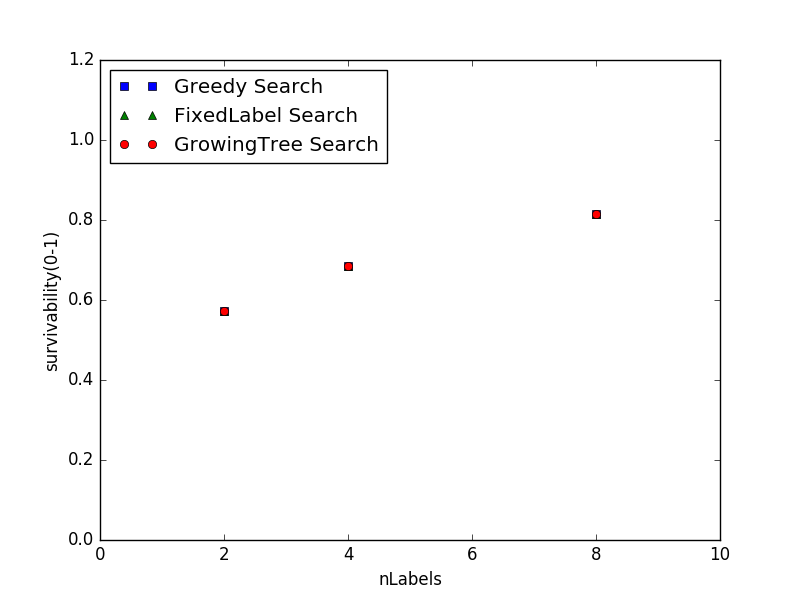 1.2
1.0
0.8
0.6
0.4
0.2
0.0
survivability(0-1)
Greedy Search
FixedLabel Search
GrowingTree Search
0 2 4 6 8 10
nLabels